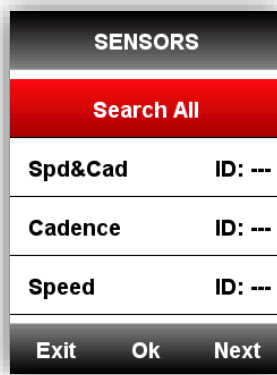 SENSORS
Search All
Spd&Cad ID: ---
Cadence ID: ---
Speed ID: ---
Exit Ok Next